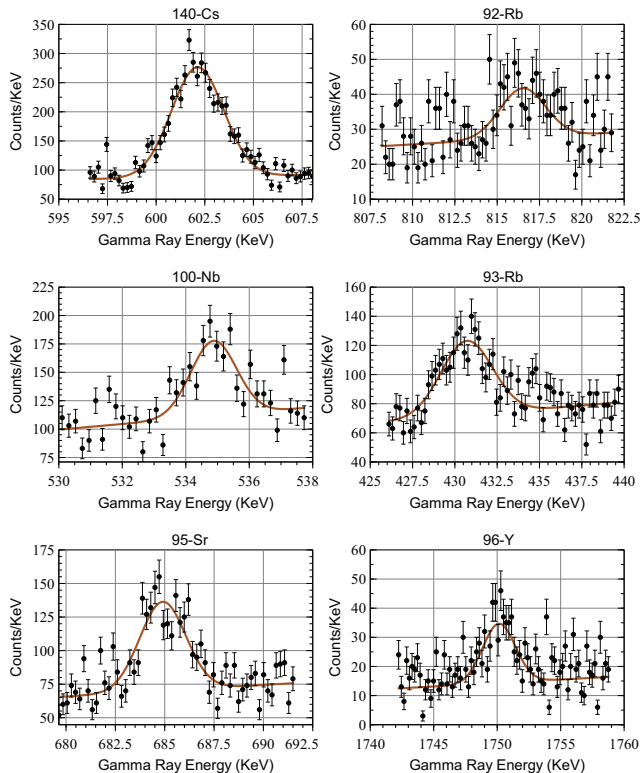 140-Cs
350
300
250
200
150
100
50
Counts/KeV
595 597.5 600 602.5 605 607.5
Gamma Ray Energy (KeV)
92-Rb
60
50
40
30
20
10
0
Counts/KeV
807.5 810 812.5 815 817.5 820 822.5
Gamma Ray Energy (KeV)
100-Nb
225
200
175
150
125
100
75
Counts/KeV
530 532 534 536 538
Gamma Ray Energy (KeV)
93-Rb
160
140
120
100
80
60
40
Counts/KeV
425 427.5 430 432.5 435 437.5 440
Gamma Ray Energy (KeV)
95-Sr
175
150
125
100
75
50
Counts/KeV
680 682.5 685 687.5 690 692.5
Gamma Ray Energy (KeV)
96-Y
60
50
40
30
20
10
0
Counts/KeV
1740 1745 1750 1755 1760
Gamma Ray Energy (KeV)